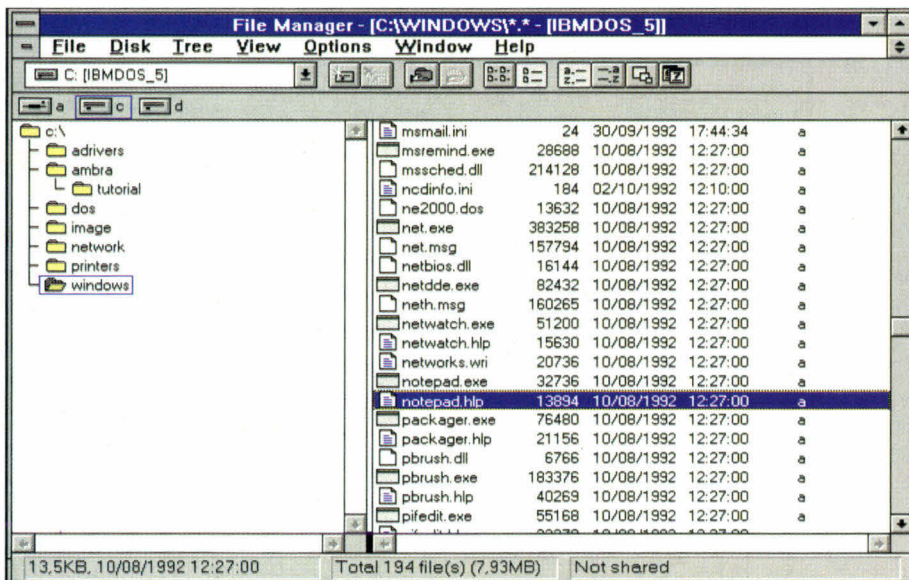 File Manager - [C:\WINDOWS\*.* - [IBMDOS_5]]
File Disk Tree View Options Window Help
C: [IBMDOS_5]
a c d
c:\
adrivers
ambra
tutorial
dos
image
network
printers
windows
msmail.ini 24 30/09/1992 17:44:34 a
msremind.exe 28688 10/08/1992 12:27:00 a
mssched.dll 214128 10/08/1992 12:27:00 a
ncdinfo.ini 184 02/10/1992 12:10:00 a
ne2000.dos 13632 10/08/1992 12:27:00 a
net.exe 383258 10/08/1992 12:27:00 a
net.msg 157794 10/08/1992 12:27:00 a
netbios.dll 16144 10/08/1992 12:27:00 a
netdde.exe 82432 10/08/1992 12:27:00 a
neth.msg 160265 10/08/1992 12:27:00 a
netwatch.exe 51200 10/08/1992 12:27:00 a
netwatch.hlp 15630 10/08/1992 12:27:00 a
networks.wri 20736 10/08/1992 12:27:00 a
notepad.exe 32736 10/08/1992 12:27:00 a
notepad.hlp 13894 10/08/1992 12:27:00 a
packager.exe 76480 10/08/1992 12:27:00 a
packager.hlp 21156 10/08/1992 12:27:00 a
pbrush.dll 6766 10/08/1992 12:27:00 a
pbrush.exe 183376 10/08/1992 12:27:00 a
pbrush.hlp 40269 10/08/1992 12:27:00 a
pifedit.exe 55168 10/08/1992 12:27:00 a
13,5KB, 10/08/1992 12:27:00
Total 194 file(s) (7,93MB)
Not shared